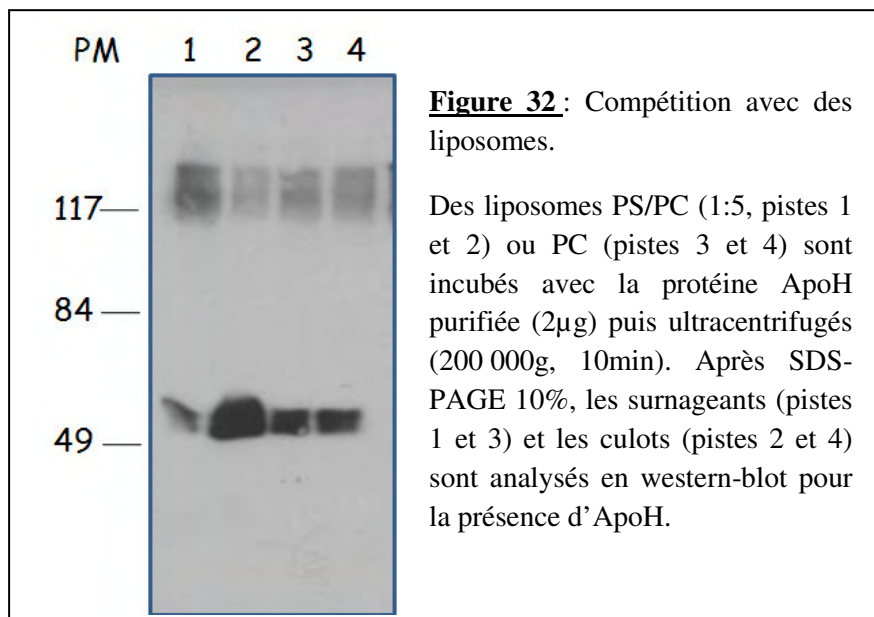 PM 1 2 3 4
117
84
49
Figure 32 : Compétition avec des
liposomes.
Des liposomes PS/PC (1:5, pistes 1
et 2) ou PC (pistes 3 et 4) sont
incubés avec la protéine ApoH
purifiée (2µg) puis ultracentrifugés
(200 000g, 10min). Après SDS-
PAGE 10%, les surnageants (pistes
1 et 3) et les culots (pistes 2 et 4)
sont analysés en western-blot pour
la présence d’ApoH.